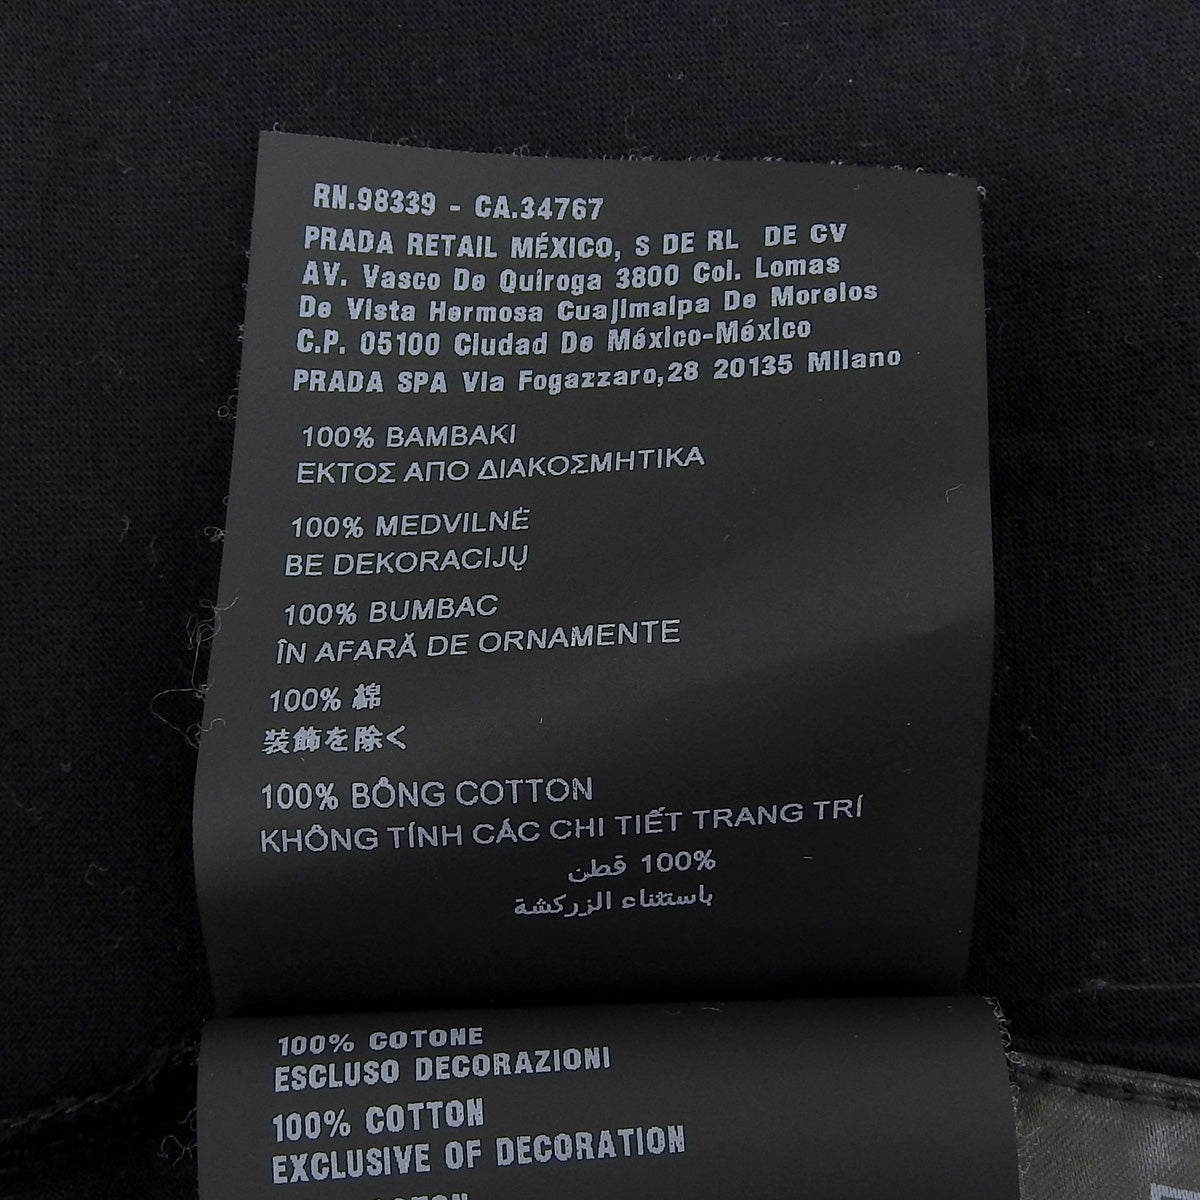 RN.98339 - CA.34767
PRADA RETAIL MÉXICO, S DE RL DE CV
AV. Vasco De Quiroga 3800 Col. Lomas
De Vista Hermosa Cuajimalpa De Morelos
C.P. 05100 Ciudad De México-México
PRADA SPA Via Fogazzaro,28 20135 Milano
100% BAMBAKI
ΕΚΤΟΣ ΑΠΟ ΔΙΑΚΟΣΜΗΤΙΚΑ
100% MEDVILNĖ
BE DEKORACIJŲ
100% BUMBAC
ÎN AFARĂ DE ORNAMENTE
100% 綿
装飾を除く
100% BÔNG COTTON
KHÔNG TÍNH CÁC CHI TIẾT TRANG TRÍ
100% قطن
باستثناء الزركشة
100% COTONE
ESCLUSO DECORAZIONI
100% COTTON
EXCLUSIVE OF DECORATION